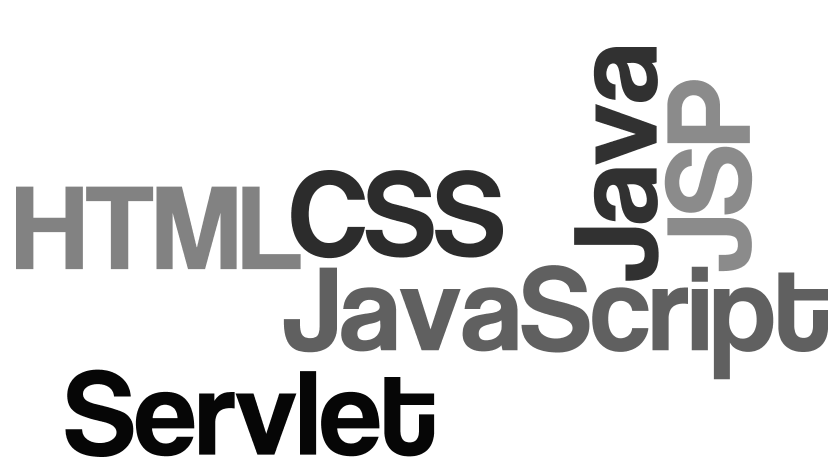 Java
JSP
HTML
CSS
JavaScript
Servlet